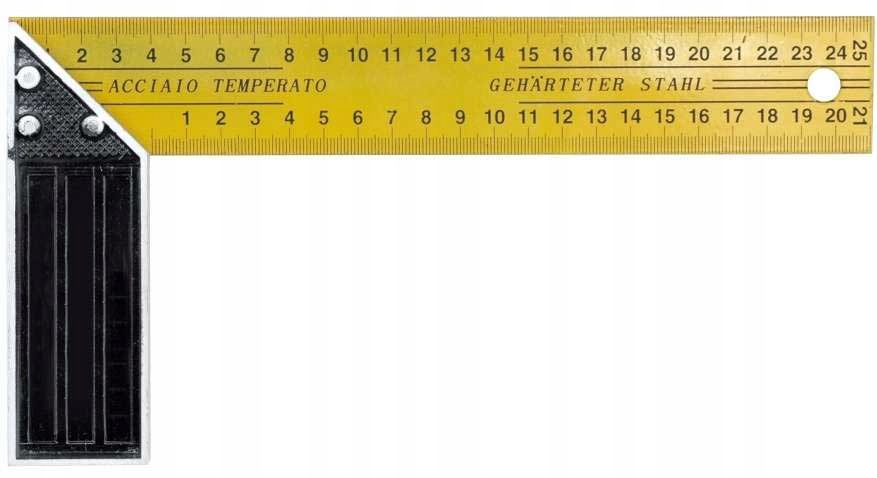 1 2 3 4 5 6 7 8 9 10 11 12 13 14 15 16 17 18 19 20 21 22 23 24 25
ACCIAIO TEMPERATO GEHÄRTETER STAHL
1 2 3 4 5 6 7 8 9 10 11 12 13 14 15 16 17 18 19 20 21